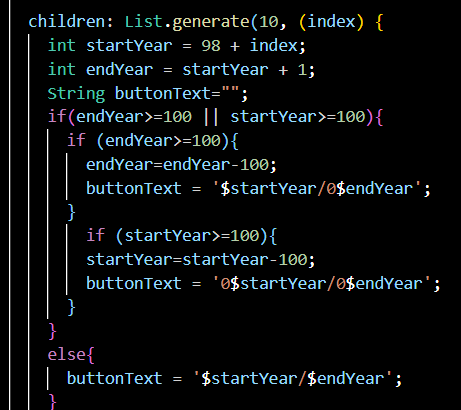 children: List.generate(10, (index) {
int startYear = 98 + index;
int endYear = startYear + 1;
String buttonText="";
if(endYear>=100 || startYear>=100){
if (endYear>=100){
endYear=endYear-100;
buttonText = '$startYear/0$endYear';
}
if (startYear>=100){
startYear=startYear-100;
buttonText = '0$startYear/0$endYear';
}
}
else{
buttonText = '$startYear/$endYear';
}